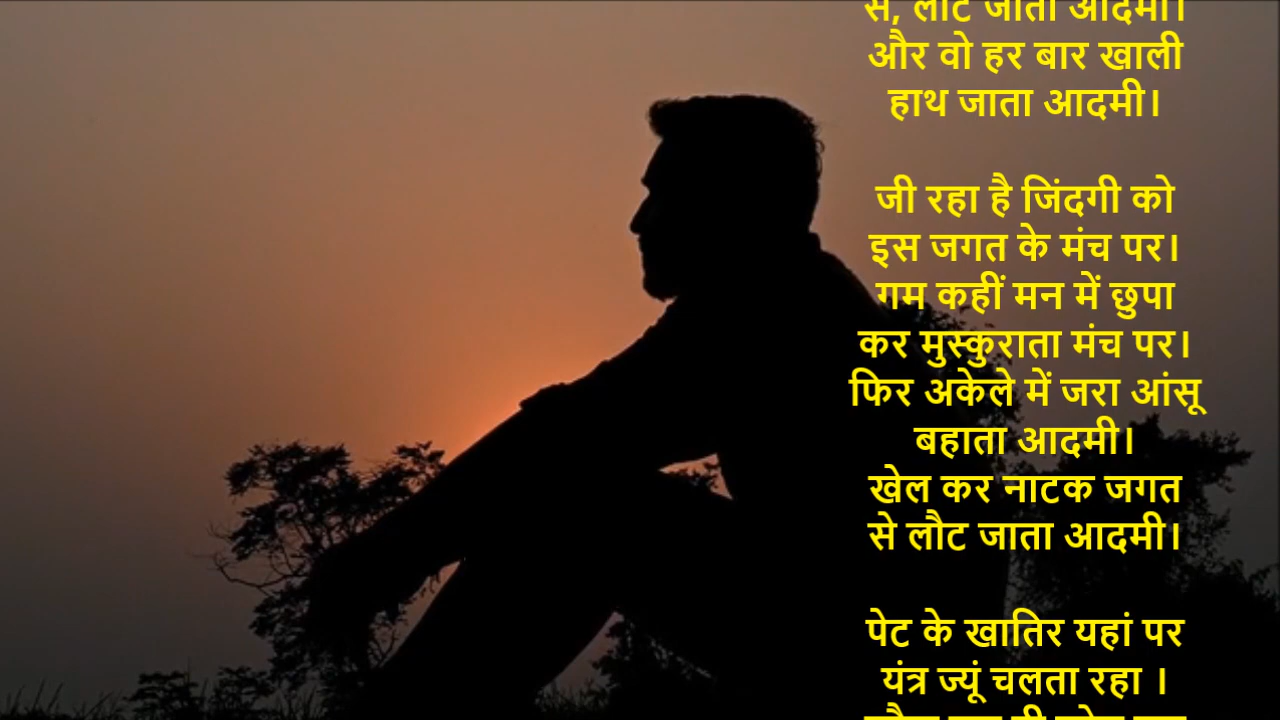 से, लौट जाता आदमी।
और वो हर बार खाली
हाथ जाता आदमी।
जी रहा है जिंदगी को
इस जगत के मंच पर।
गम कहीं मन में छुपा
कर मुस्कुराता मंच पर।
फिर अकेले में जरा आंसू
बहाता आदमी।
खेल कर नाटक जगत
से लौट जाता आदमी।
पेट के खातिर यहां पर
यंत्र ज्यूं चलता रहा ।